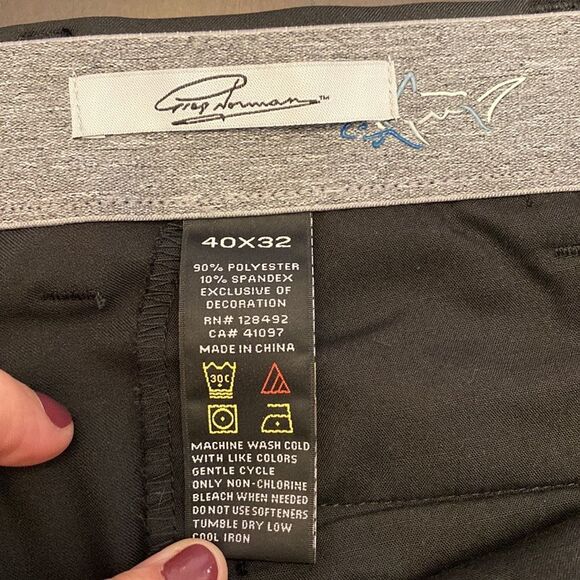 Greg Norman™
40X32
90% POLYESTER
10% SPANDEX
EXCLUSIVE OF
DECORATION
RN# 128492
CA# 41097
MADE IN CHINA
30C
MACHINE WASH COLD
WITH LIKE COLORS
GENTLE CYCLE
ONLY NON-CHLORINE
BLEACH WHEN NEEDED
DO NOT USE SOFTENERS
TUMBLE DRY LOW
COOL IRON